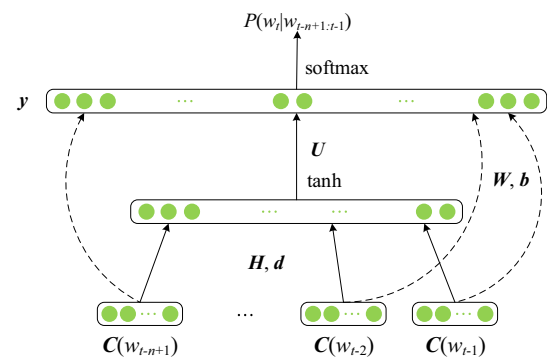 P(w_t|w_{t-n+1:t-1})
softmax
y ... ...
U
tanh
W, b
... ...
H, d
... ... ... ...
C(w_{t-n+1}) C(w_{t-2}) C(w_{t-1})